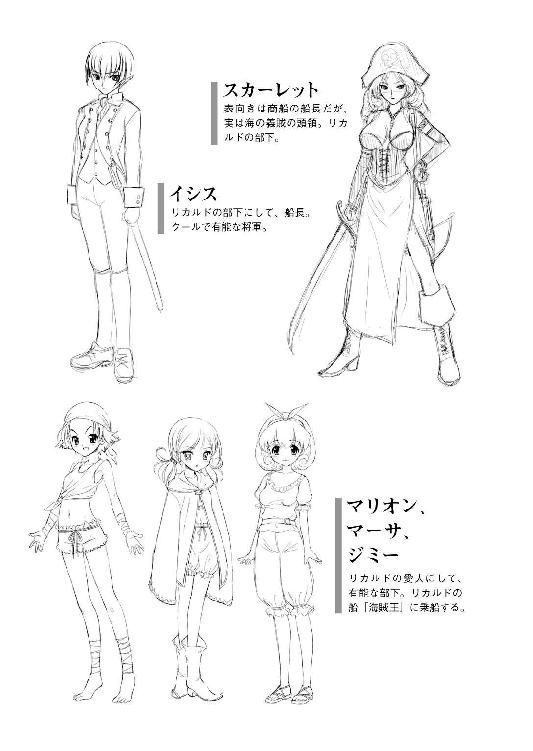 スカーレット
表向きは商船の船長だが、
実は海の義賊の頭領。リカ
ルドの部下。
イシス
リカルドの部下にして、船長。
クールで有能な将軍。
マリオン、
マーサ、
ジミー
リカルドの愛人にして、
有能な部下。リカルドの
船「海賊王」に乗船する。